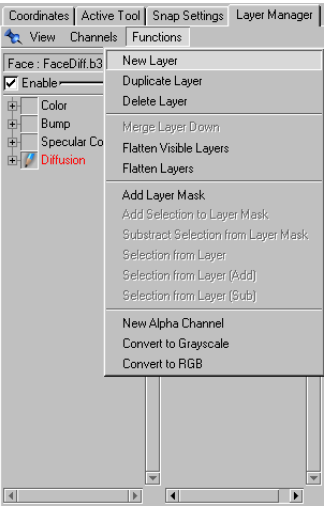 Coordinates Active Tool Snap Settings Layer Manager
View Channels Functions
Face : FaceDiff.b3
Enable
Color
Bump
Specular Co
Diffusion
New Layer
Duplicate Layer
Delete Layer
Merge Layer Down
Flatten Visible Layers
Flatten Layers
Add Layer Mask
Add Selection to Layer Mask
Substract Selection from Layer Mask
Selection from Layer
Selection from Layer (Add)
Selection from Layer (Sub)
New Alpha Channel
Convert to Grayscale
Convert to RGB